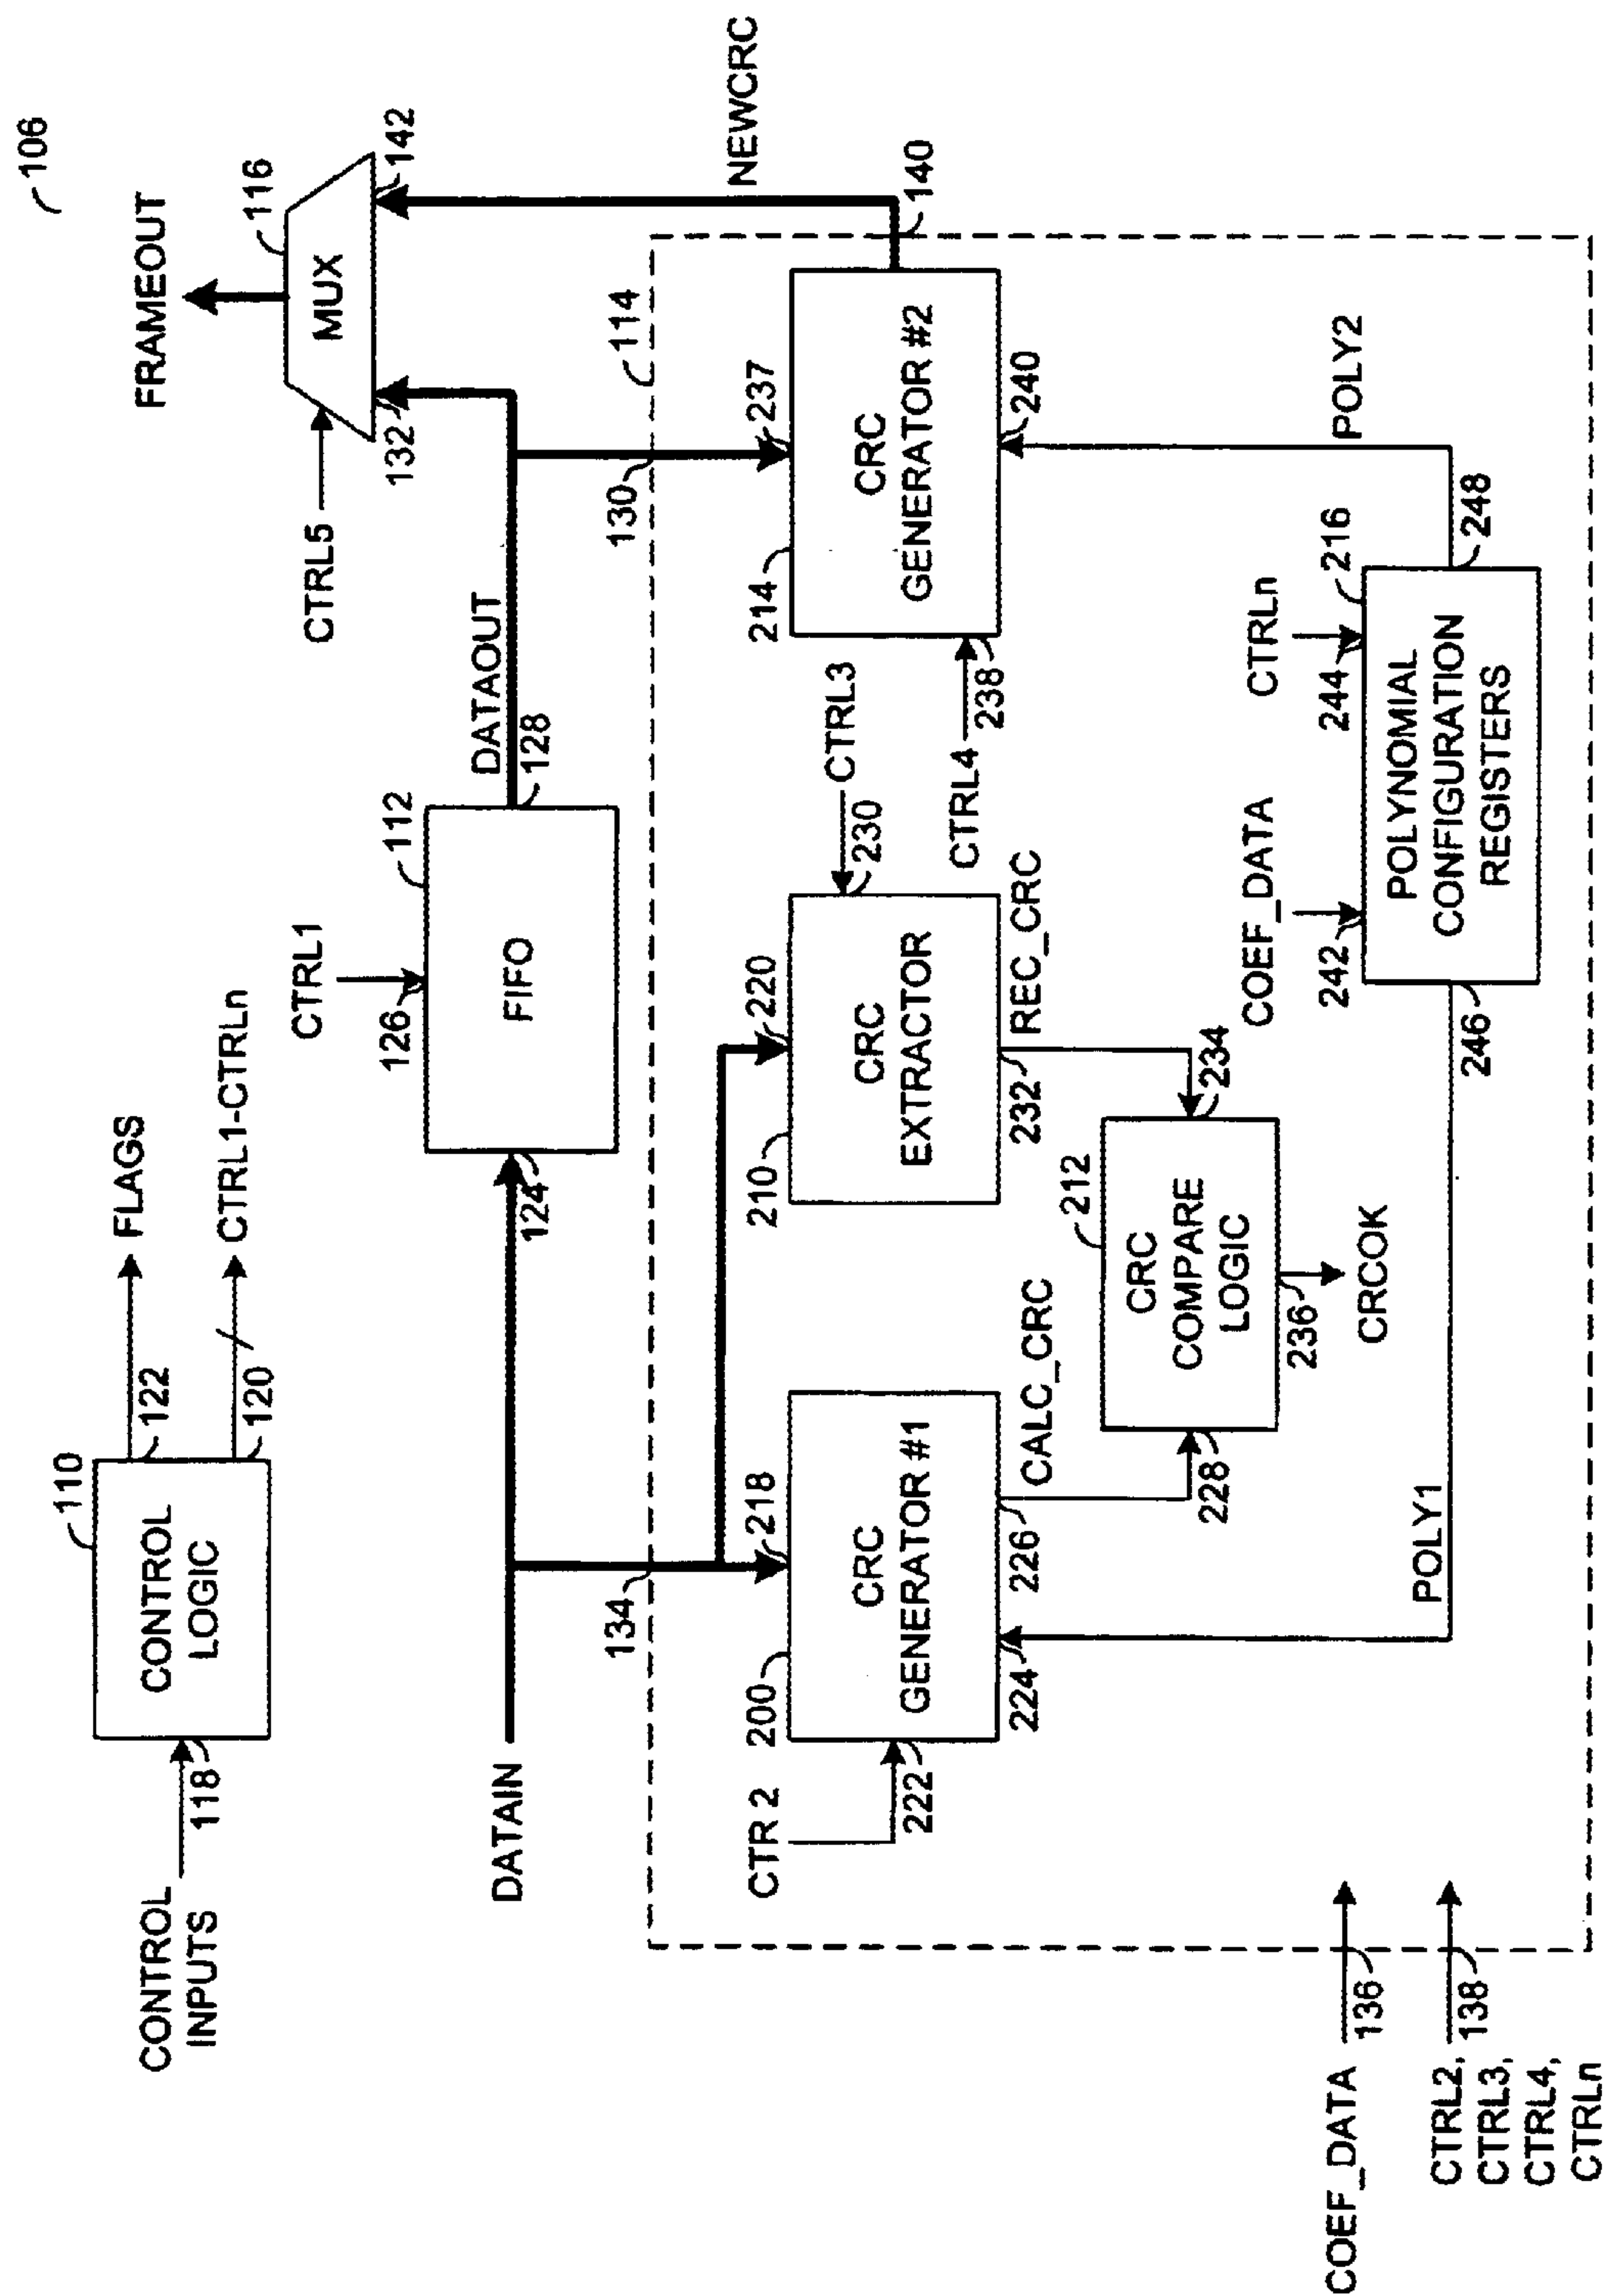 106
CONTROL
INPUTS
118
110
CONTROL
LOGIC
122
FLAGS
120
CTRL1-CTRLn
DATAIN
124
CTRL1
126
112
FIFO
DATAOUT
128
CTRL5
132
FRAMEOUT
116
MUX
142
NEWCRC
134
130
114
140
CTR 2
222
200
218
CRC
GENERATOR #1
224
226
CALC_CRC
228
210
220
CRC
EXTRACTOR
CTRL3
230
232
REC_CRC
234
212
CRC
COMPARE
LOGIC
236
CRCOK
CTRL4
238
214
237
CRC
GENERATOR #2
240
POLY2
POLY1
COEF_DATA
242
CTRLn
244
216
POLYNOMIAL
CONFIGURATION
REGISTERS
246
248
COEF_DATA
136
CTRL2,
CTRL3,
CTRL4,
CTRLn
138